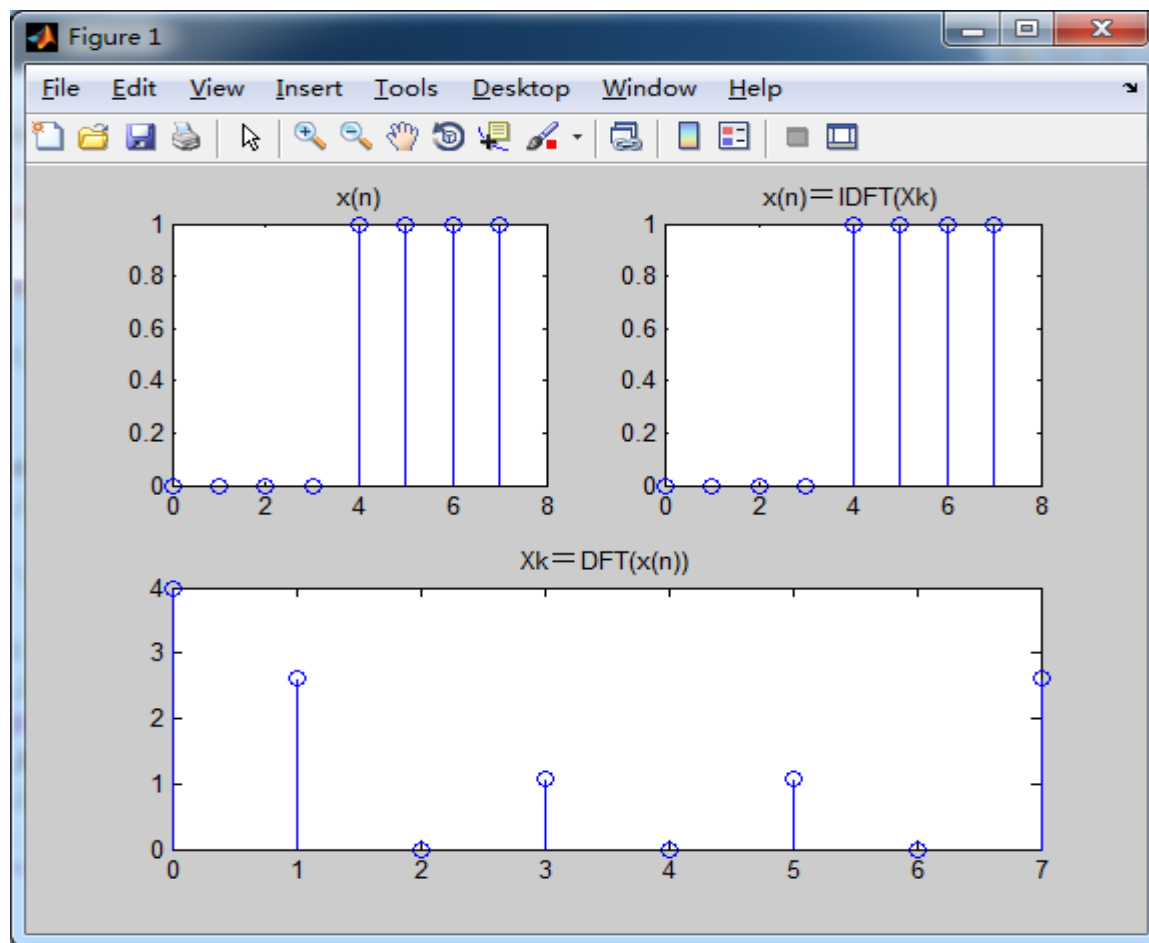 Figure 1
File Edit View Insert Tools Desktop Window Help
x(n)
1
0.8
0.6
0.4
0.2
0
0 2 4 6 8
x(n)＝IDFT(Xk)
1
0.8
0.6
0.4
0.2
0
0 2 4 6 8
Xk＝DFT(x(n))
4
3
2
1
0
0 1 2 3 4 5 6 7